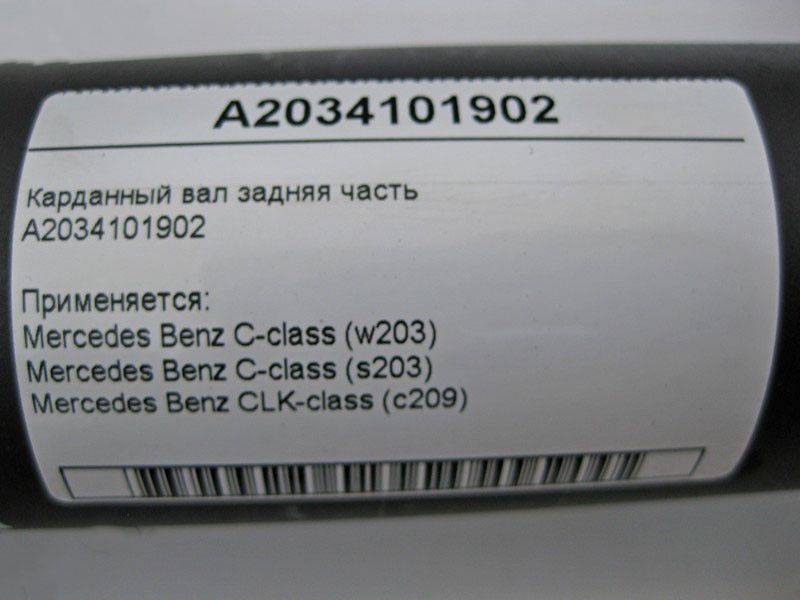 A2034101902
Карданный вал задняя часть
A2034101902
Применяется:
Mercedes Benz C-class (w203)
Mercedes Benz C-class (s203)
Mercedes Benz CLK-class (c209)